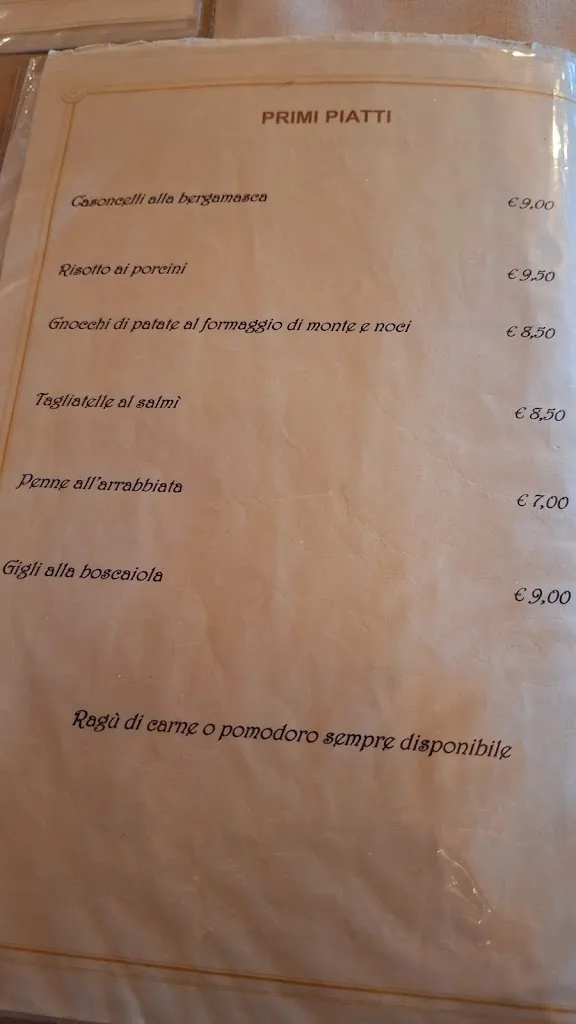 PRIMI PIATTI
Casoncelli alla bergamasca € 9,00
Risotto ai porcini € 9,50
Gnocchi di patate al formaggio di monte e noci € 8,50
Tagliatelle al salmì € 8,50
Penne all'arrabbiata € 7,00
Gigli alla boscaiola € 9,00
Ragù di carne o pomodoro sempre disponibile